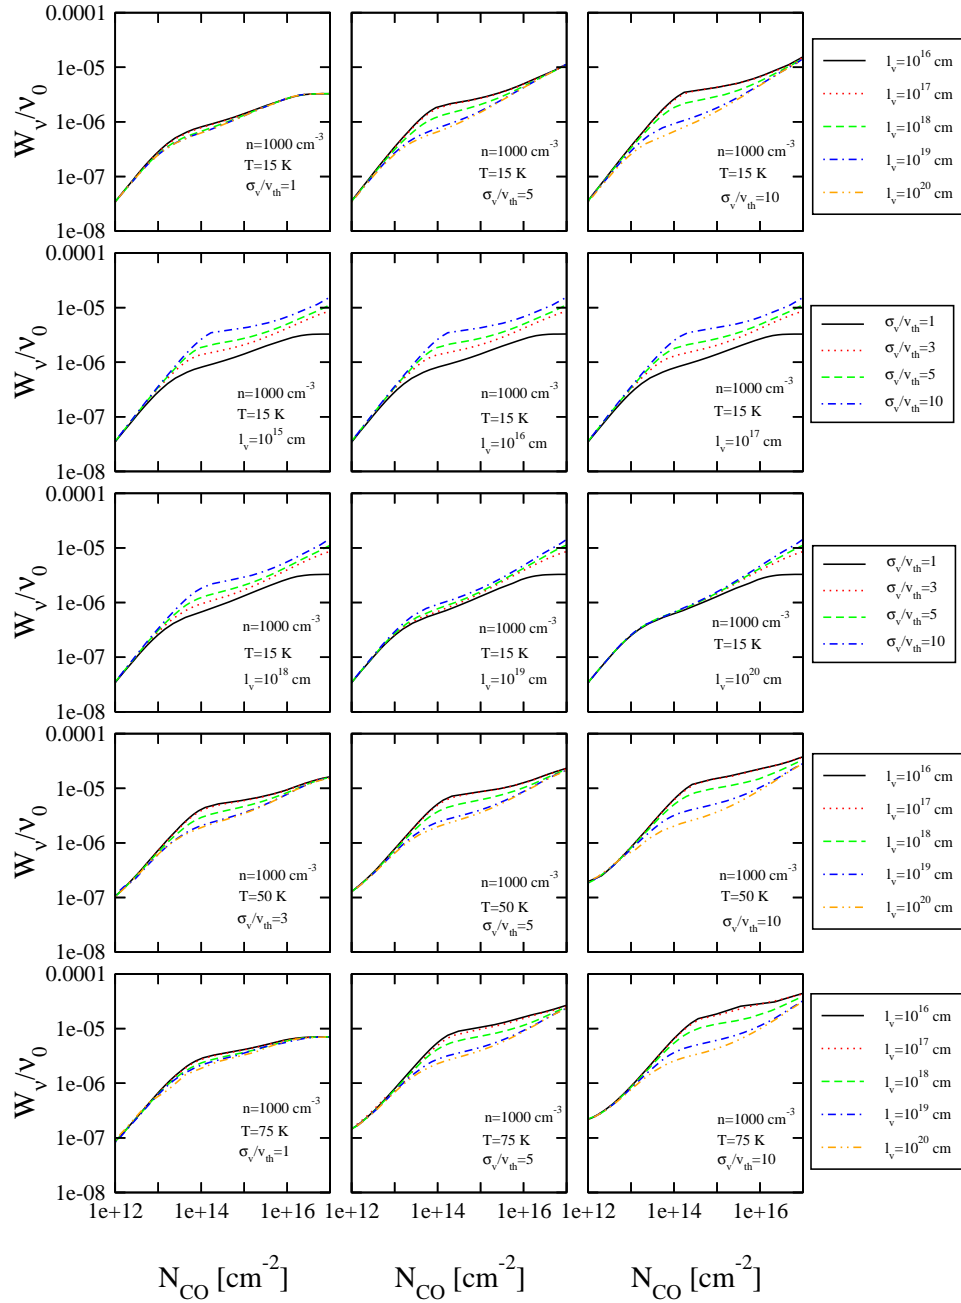 0.0001
1e-05
1e-06
1e-07
1e-08
W_ν/ν_0
n=1000 cm^-3
T=15 K
σ_v/v_th=1
n=1000 cm^-3
T=15 K
σ_v/v_th=5
n=1000 cm^-3
T=15 K
σ_v/v_th=10
l_v=10^16 cm
l_v=10^17 cm
l_v=10^18 cm
l_v=10^19 cm
l_v=10^20 cm
0.0001
1e-05
1e-06
1e-07
1e-08
W_ν/ν_0
n=1000 cm^-3
T=15 K
l_v=10^15 cm
n=1000 cm^-3
T=15 K
l_v=10^16 cm
n=1000 cm^-3
T=15 K
l_v=10^17 cm
σ_v/v_th=1
σ_v/v_th=3
σ_v/v_th=5
σ_v/v_th=10
0.0001
1e-05
1e-06
1e-07
1e-08
W_ν/ν_0
n=1000 cm^-3
T=15 K
l_v=10^18 cm
n=1000 cm^-3
T=15 K
l_v=10^19 cm
n=1000 cm^-3
T=15 K
l_v=10^20 cm
σ_v/v_th=1
σ_v/v_th=3
σ_v/v_th=5
σ_v/v_th=10
0.0001
1e-05
1e-06
1e-07
1e-08
W_ν/ν_0
n=1000 cm^-3
T=50 K
σ_v/v_th=3
n=1000 cm^-3
T=50 K
σ_v/v_th=5
n=1000 cm^-3
T=50 K
σ_v/v_th=10
l_v=10^16 cm
l_v=10^17 cm
l_v=10^18 cm
l_v=10^19 cm
l_v=10^20 cm
0.0001
1e-05
1e-06
1e-07
1e-08
W_ν/ν_0
n=1000 cm^-3
T=75 K
σ_v/v_th=1
n=1000 cm^-3
T=75 K
σ_v/v_th=5
n=1000 cm^-3
T=75 K
σ_v/v_th=10
l_v=10^16 cm
l_v=10^17 cm
l_v=10^18 cm
l_v=10^19 cm
l_v=10^20 cm
1e+12 1e+14 1e+16 1e+12 1e+14 1e+16 1e+12 1e+14 1e+16
N_CO [cm^-2] N_CO [cm^-2] N_CO [cm^-2]